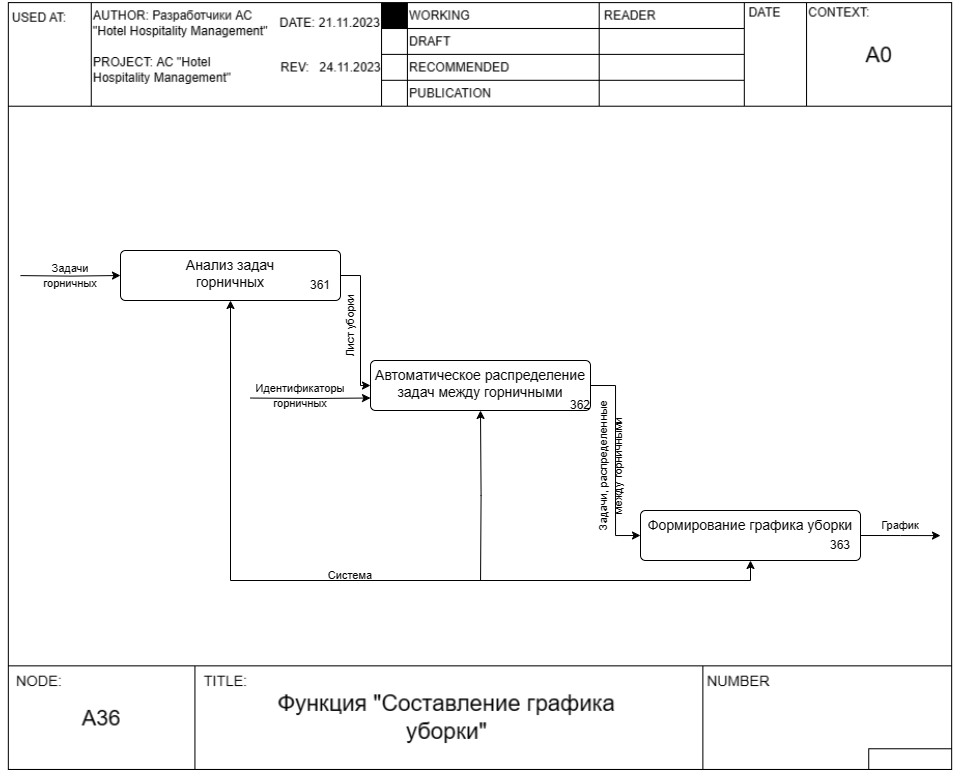 USED AT:
AUTHOR: Разработчики АС
"Hotel Hospitality Management"
DATE: 21.11.2023
PROJECT: АС "Hotel
Hospitality Management"
REV: 24.11.2023
WORKING
DRAFT
RECOMMENDED
PUBLICATION
READER
DATE
CONTEXT:
A0
Задачи
горничных
Анализ задач
горничных
361
Лист уборки
Идентификаторы
горничных
Автоматическое распределение
задач между горничными
362
Задачи, распределенные
между горничными
Формирование графика уборки
363
График
Система
NODE:
A36
TITLE:
Функция "Составление графика
уборки"
NUMBER